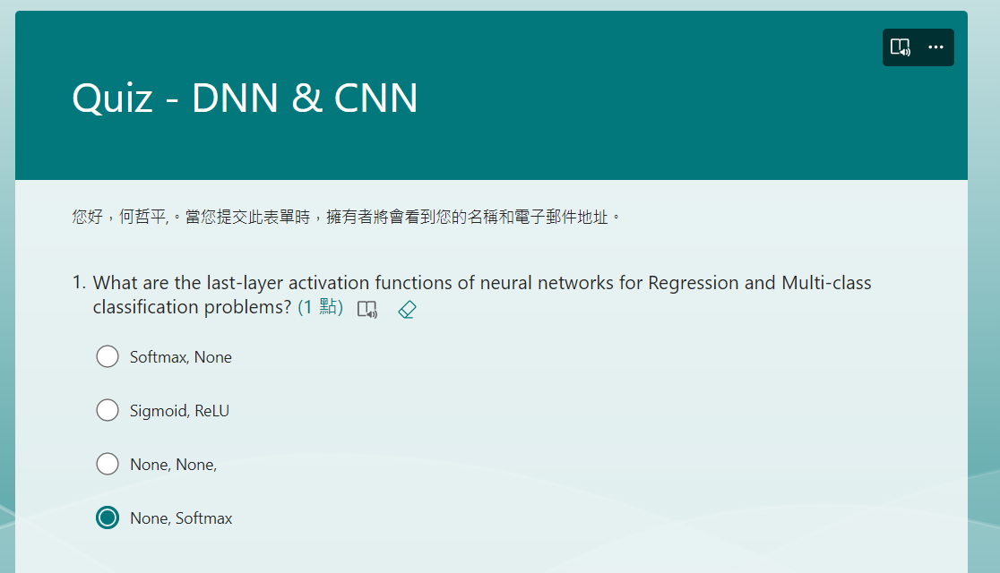 Quiz - DNN & CNN
您好，何哲平,。當您提交此表單時，擁有者將會看到您的名稱和電子郵件地址。
1. What are the last-layer activation functions of neural networks for Regression and Multi-class
classification problems? (1 點)
Softmax, None
Sigmoid, ReLU
None, None,
None, Softmax